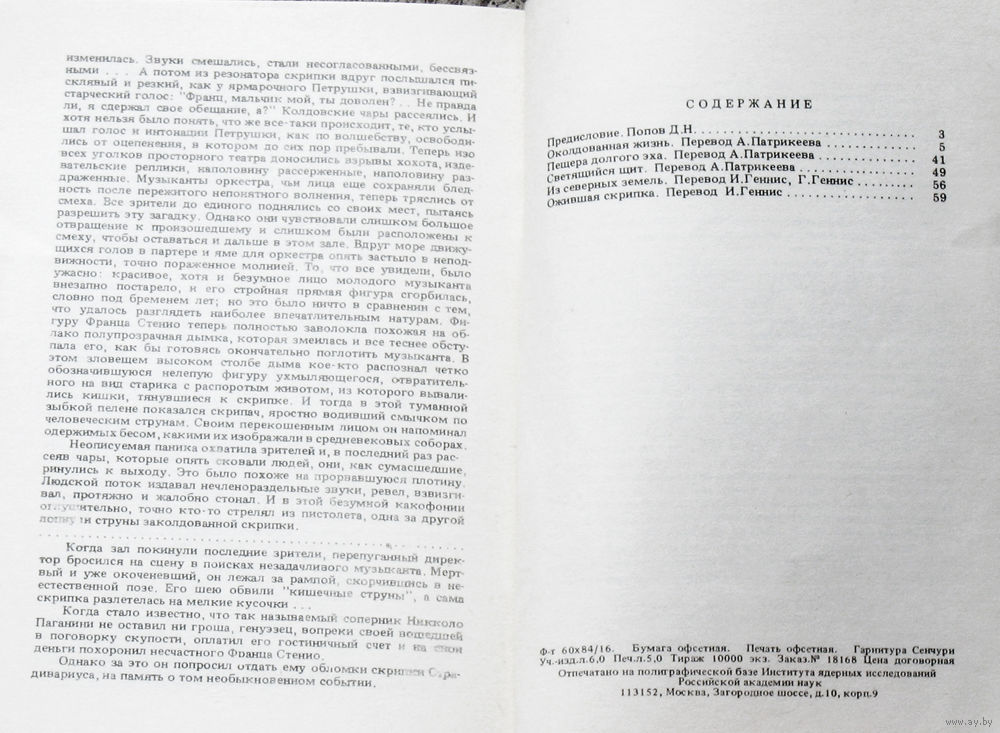 изменилась. Звуки смешались, стали несогласованными, бессвяз-
ными . . . А потом из резонатора скрипки вдруг послышался пи-
склявый и резкий, как у ярмарочного Петрушки, взвизгивающий
старческий голос: "Франц, мальчик мой, ты доволен? . . Не правда
ли, я сдержал свое обещание, а?" Колдовские чары рассеялись. И
хотя нельзя было понять, что же все-таки происходит, те, кто услы-
шал голос и интонации Петрушки, как по волшебству, освободи-
лись от оцепенения, в котором до сих пор пребывали. Теперь изо
всех уголков просторного театра доносились взрывы хохота, изде-
вательские реплики, наполовину рассерженные, наполовину раз-
драженные. Музыканты оркестра, чьи лица еще сохраняли блед-
ность после пережитого непонятного волнения, теперь тряслись от
смеха. Все зрители до единого поднялись со своих мест, пытаясь
разрешить эту загадку. Однако они чувствовали слишком большое
отвращение к произошедшему и слишком были расположены к
смеху, чтобы оставаться и дальше в этом зале. Вдруг море движу-
щихся голов в партере и яме для оркестра опять застыло в непод-
вижности, точно пораженное молнией. То, что все увидели, было
ужасно: красивое, хотя и безумное лицо молодого музыканта
внезапно постарело, и его стройная прямая фигура сгорбилась,
словно под бременем лет; но это было ничто в сравнении с тем,
что удалось разглядеть наиболее впечатлительным натурам. Фи-
гуру Франца Стенио теперь полностью заволокла похожая на об-
лако полупрозрачная дымка, которая змеилась и все теснее обсту-
пала его, как бы готовясь окончательно поглотить музыканта. В
этом зловещем высоком столбе дыма кое-кто распознал четко
обозначившуюся нелепую фигуру ухмыляющегося, отвратитель-
ного на вид старика с распоротым животом, из которого вывали-
лись кишки, тянувшиеся к скрипке. И тогда в этой туманной
зыбкой пелене показался скрипач, яростно водивший смычком по
человеческим струнам. Своим перекошенным лицом он напоминал
одержимых бесом, какими их изображали в средневековых соборах.
Неописуемая паника охватила зрителей и, в последний раз рас-
сеяв чары, которые опять сковали людей, они, как сумасшедшие,
ринулись к выходу. Это было похоже на прорвавшуюся плотину.
Людской поток издавал нечленораздельные звуки, ревел, взвизги-
вал, протяжно и жалобно стонал. И в этой безумной какофонии
оглушительно, точно кто-то стрелял из пистолета, одна за другой
лопнули струны заколдованной скрипки.
Когда зал покинули последние зрители, перепуганный дирек-
тор бросился на сцену в поисках незадачливого музыканта. Мерт-
вый и уже окоченевший, он лежал за рампой, скорчившись в не-
естественной позе. Его шею обвили "кишечные струны", а сама
скрипка разлетелась на мелкие кусочки . . .
Когда стало известно, что так называемый соперник Никколо
Паганини не оставил ни гроша, генуэзец, вопреки своей вошедшей
в поговорку скупости, оплатил его гостиничный счет и на свои
деньги похоронил несчастного Франца Стенио.
Однако за это он попросил отдать ему обломки скрипки Стра-
дивариуса, на память о том необыкновенном событии.
СОДЕРЖАНИЕ
Предисловие. Попов Д.Н. . . . . . . . . . . . . . . 3
Околдованная жизнь. Перевод А.Патрикеева . . . . . . . . 5
Пещера долгого эха. Перевод А.Патрикеева . . . . . . . . 41
Светящийся щит. Перевод А.Патрикеева . . . . . . . . 49
Из северных земель. Перевод И.Геннис, Г.Геннис . . . . . 56
Ожившая скрипка. Перевод И.Геннис . . . . . . . . . 59
Ф-т 60x84/16. Бумага офсетная. Печать офсетная. Гарнитура Сенчури
Уч.-изд.л.6,0 Печ.л.5,0 Тираж 10000 экз. Заказ.№ 18168 Цена договорная
Отпечатано на полиграфической базе Института ядерных исследований
Российской академии наук
113152, Москва, Загородное шоссе, д.10, корп.9
www.ay.by